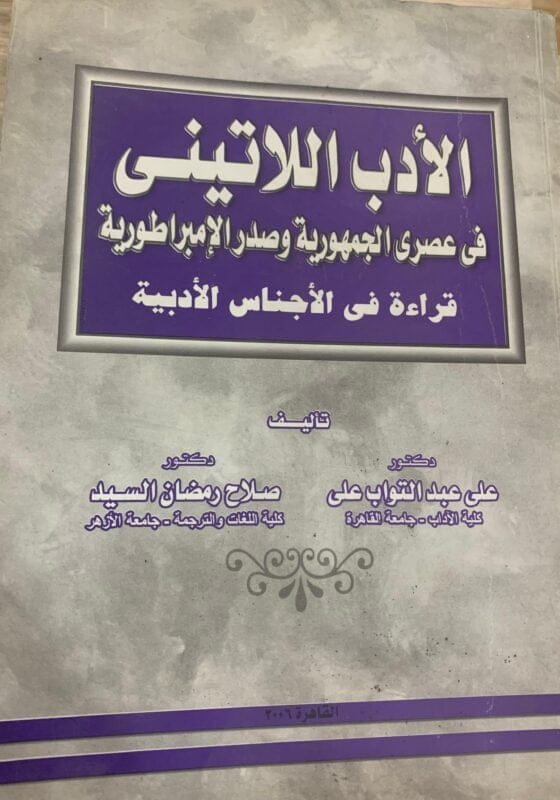 الأدب اللاتينى
فى عصرى الجمهورية وصدر الإمبراطورية
قراءة فى الأجناس الأدبية
تأليف
دكتور
على عبد التواب على
كلية الآداب - جامعة القاهرة
دكتور
صلاح رمضان السيد
كلية اللغات والترجمة - جامعة الأزهر
القاهرة ٢٠٠٦